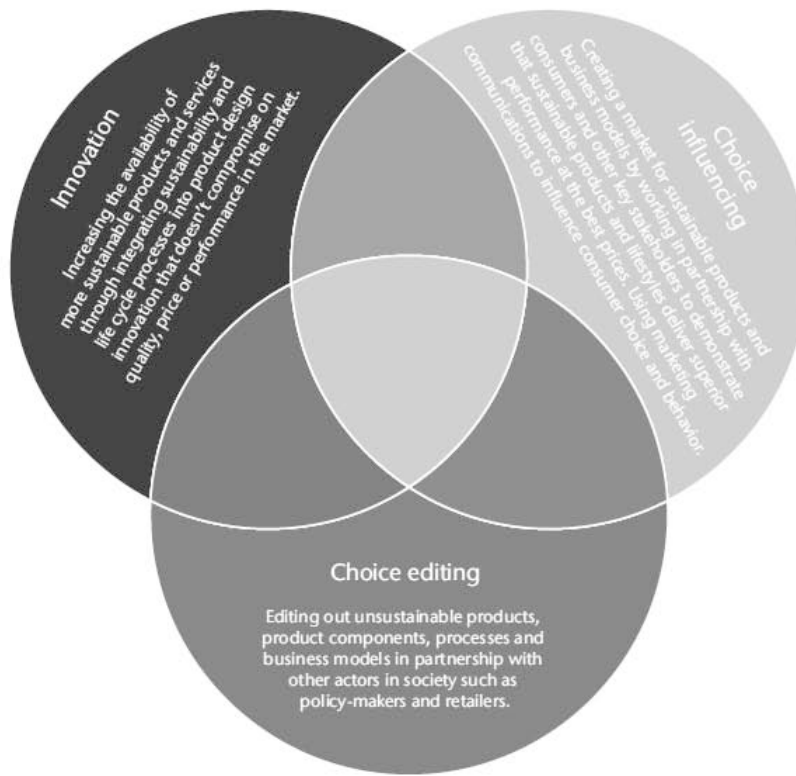 Innovation
Increasing the availability of
more sustainable products and services
through integrating sustainability and
life cycle processes into product design
innovation that doesn't compromise on
quality, price or performance in the market.
Choice
influencing
Creating a market for sustainable products and
business models by working in partnership with
consumers and other key stakeholders to demonstrate
that sustainable products and lifestyles deliver superior
performance at the best prices. Using marketing
communications to influence consumer choice and behavior.
Choice editing
Editing out unsustainable products,
product components, processes and
business models in partnership with
other actors in society such as
policy-makers and retailers.